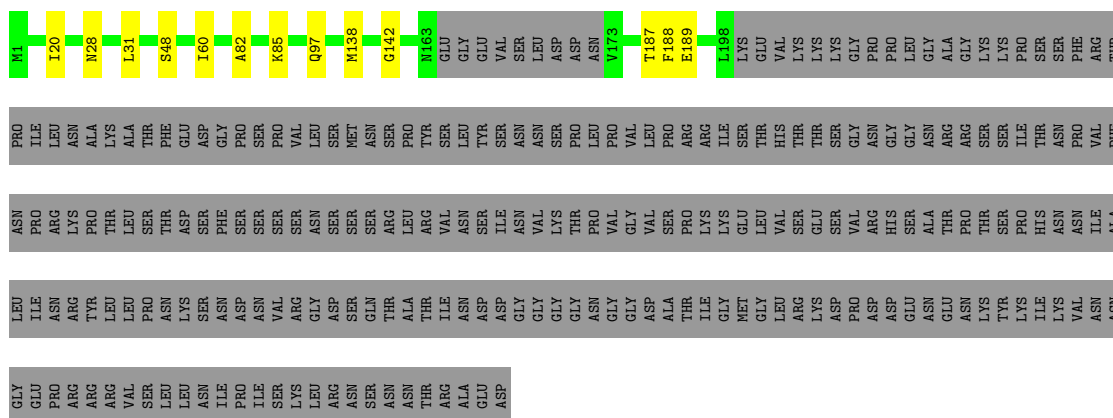 M1 I20 N28 L31 S48 I60 A82 K85 Q97 M138 G142 N163 GLU GLY GLU VAL SER LEU ASP ASP ASN V173 T187 F188 E189 L198 LYS GLU VAL LYS LYS LYS GLY PRO PRO LEU GLY ALA GLY LYS LYS PRO SER SER PHE ARG THR
PRO ILE LEU ASN ALA LYS ALA THR PHE GLU ASP GLY PRO SER SER PRO VAL LEU SER MET ASN SER PRO TYR SER LEU TYR SER ASN ASN SER PRO LEU PRO VAL LEU PRO ARG ARG ILE SER THR HIS THR THR SER GLY ASN GLY GLY ASN ARG ARG SER SER ILE THR ASN PRO VAL
ASN PRO ARG LYS PRO THR LEU SER THR ASP SER PHE SER SER SER SER ASN SER SER ARG LEU ARG VAL ASN SER ILE ASN VAL LYS THR PRO VAL GLY VAL SER PRO LYS LYS GLU LEU VAL SER GLU SER VAL ARG HIS SER ALA THR PRO THR SER PRO HIS ASN ASN ILE ALA
LEU ILE ASN ARG TYR LEU LEU PRO ASN LYS SER ASN ASP ASN VAL ARG GLY ASP SER GLN THR ALA THR ILE ASN ASP ASP GLY GLY GLY GLY ASN GLY GLY ASP ALA THR ILE GLY MET GLY LEU ARG LYS ASP PRO ASP ASP GLU ASN GLU ASN LYS TYR LYS ILE LYS VAL ASN ASN
GLY GLU PRO ARG ARG ARG VAL SER LEU LEU ASN ILE PRO ILE SER LYS LEU ARG ASN SER ASN ASN THR ARG ALA GLU ASP